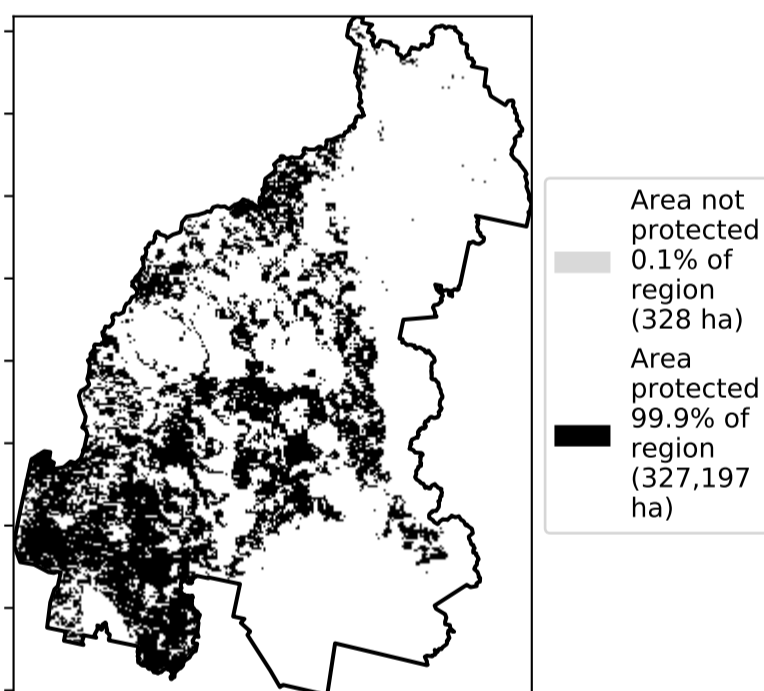 Area not
protected
0.1% of
region
(328 ha)
Area
protected
99.9% of
region
(327,197
ha)